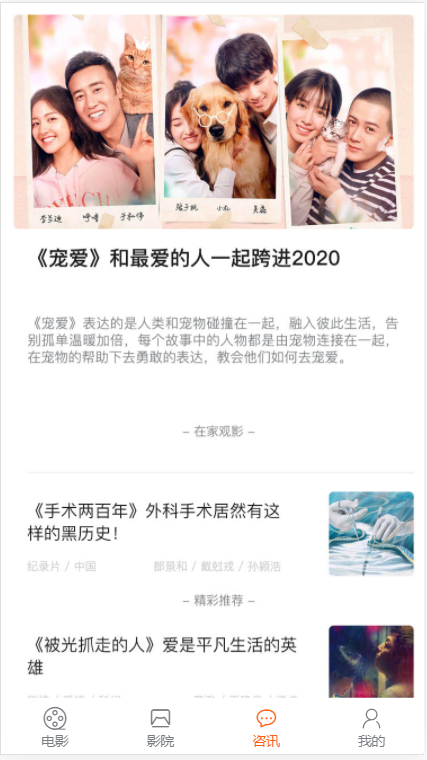 《宠爱》和最爱的人一起跨进2020
《宠爱》表达的是人类和宠物碰撞在一起，融入彼此生活，告
别孤单温暖加倍，每个故事中的人物都是由宠物连接在一起，
在宠物的帮助下去勇敢的表达，教会他们如何去宠爱。
- 在家观影 -
《手术两百年》外科手术居然有这
样的黑历史！
纪录片 / 中国
郎景和 / 戴尅戎 / 孙颖浩
- 精彩推荐 -
《被光抓走的人》爱是平凡生活的英
雄
电影
影院
咨讯
我的